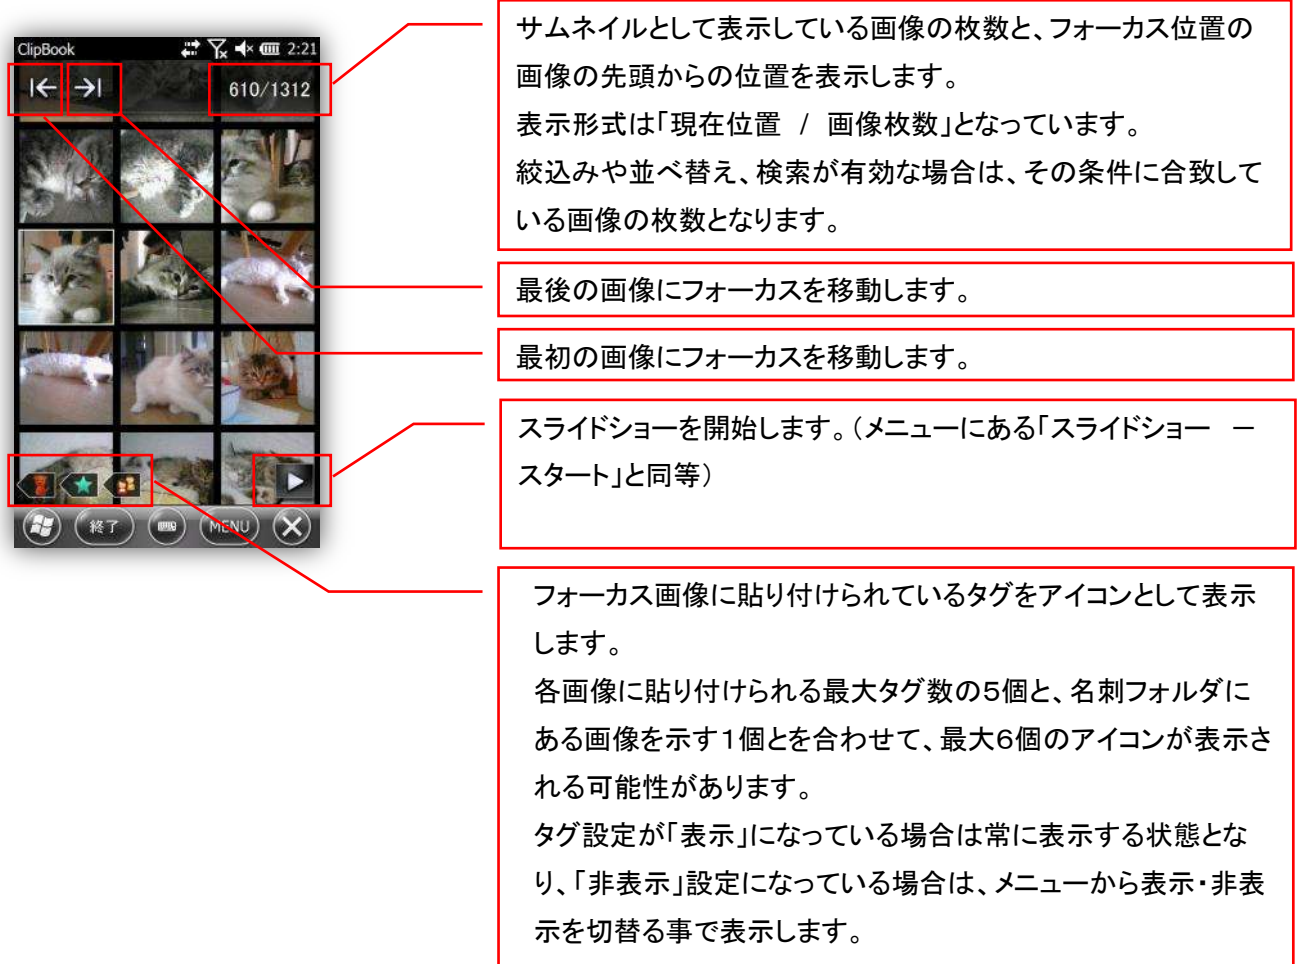 ClipBook 2:21
610/1312
終了
MENU
サムネイルとして表示している画像の枚数と、フォーカス位置の
画像の先頭からの位置を表示します。
表示形式は「現在位置 / 画像枚数」となっています。
絞込みや並べ替え、検索が有効な場合は、その条件に合致して
いる画像の枚数となります。
最後の画像にフォーカスを移動します。
最初の画像にフォーカスを移動します。
スライドショーを開始します。（メニューにある「スライドショー －
スタート」と同等）
フォーカス画像に貼り付けられているタグをアイコンとして表示
します。
各画像に貼り付けられる最大タグ数の５個と、名刺フォルダに
ある画像を示す１個とを合わせて、最大６個のアイコンが表示さ
れる可能性があります。
タグ設定が「表示」になっている場合は常に表示する状態とな
り、「非表示」設定になっている場合は、メニューから表示・非表
示を切替る事で表示します。